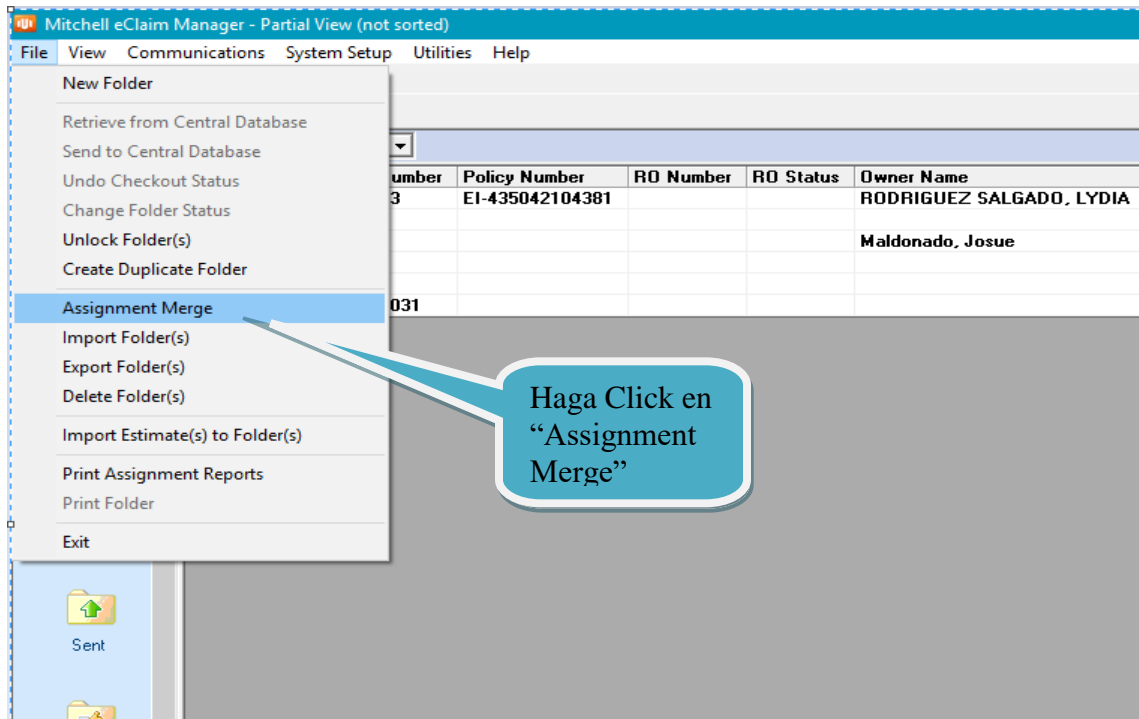 Mitchell eClaim Manager - Partial View (not sorted)
File View Communications System Setup Utilities Help
New Folder
Retrieve from Central Database
Send to Central Database
Undo Checkout Status
Change Folder Status
Unlock Folder(s)
Create Duplicate Folder
Assignment Merge
Import Folder(s)
Export Folder(s)
Delete Folder(s)
Import Estimate(s) to Folder(s)
Print Assignment Reports
Print Folder
Exit
umber Policy Number RO Number RO Status Owner Name
3 EI-435042104381 RODRIGUEZ SALGADO, LYDIA
Maldonado, Josue
031
Haga Click en
“Assignment
Merge”
Sent